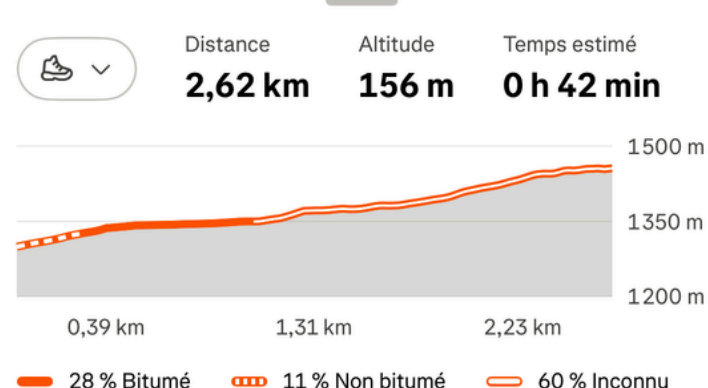 Distance Altitude Temps estimé
2,62 km 156 m 0 h 42 min
1500 m
1350 m
1200 m
0,39 km 1,31 km 2,23 km
28 % Bitumé 11 % Non bitumé 60 % Inconnu